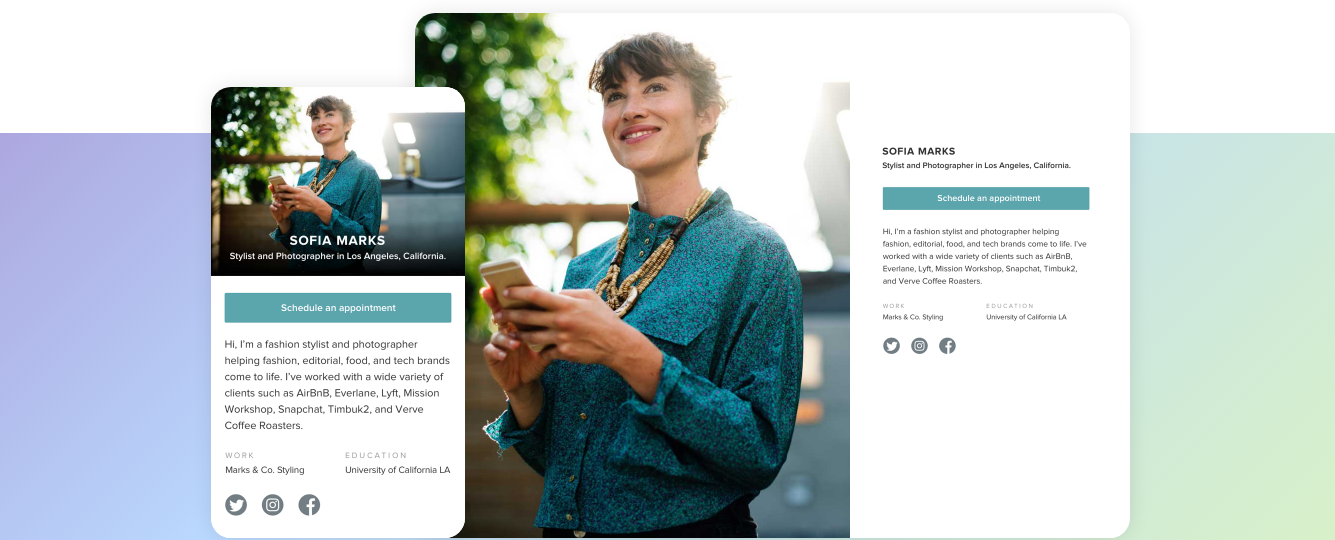 SOFIA MARKS
Stylist and Photographer in Los Angeles, California.
Schedule an appointment
Hi, I'm a fashion stylist and photographer
helping fashion, editorial, food, and tech brands
come to life. I've worked with a wide variety of
clients such as AirBnB, Everlane, Lyft, Mission
Workshop, Snapchat, Timbuk2, and Verve
Coffee Roasters.
WORK
Marks & Co. Styling
EDUCATION
University of California LA
SOFIA MARKS
Stylist and Photographer in Los Angeles, California.
Schedule an appointment
Hi, I'm a fashion stylist and photographer helping
fashion, editorial, food, and tech brands come to life. I've
worked with a wide variety of clients such as AirBnB,
Everlane, Lyft, Mission Workshop, Snapchat, Timbuk2,
and Verve Coffee Roasters.
WORK
Marks & Co. Styling
EDUCATION
University of California LA